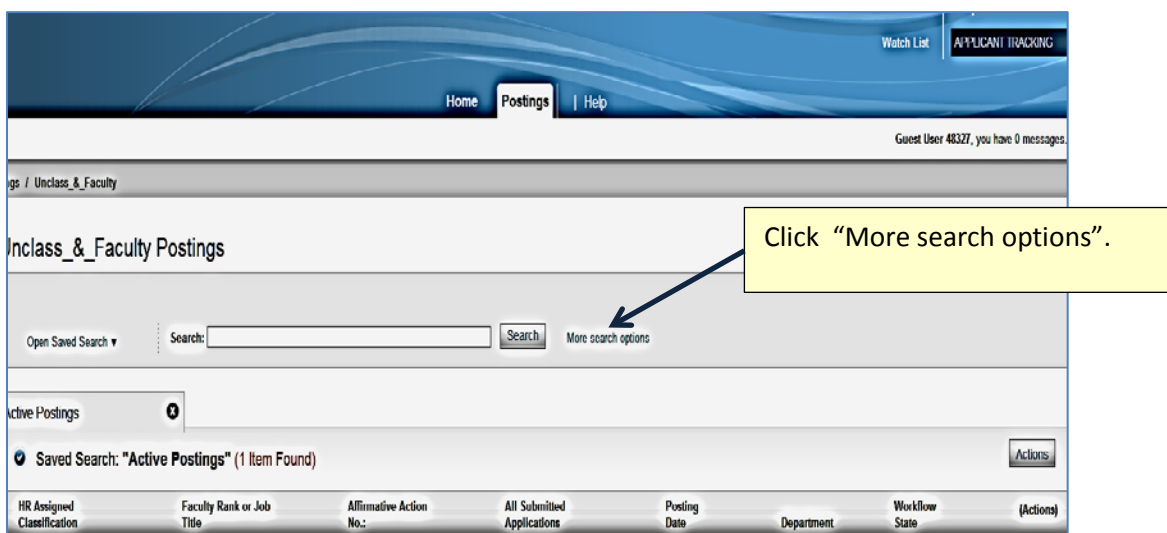 Watch List APPLICANT TRACKING
Home Postings | Help
Guest User 48327, you have 0 messages.
ngs / Unclass_&_Faculty
Unclass_&_Faculty Postings
Click "More search options".
Open Saved Search ▾ Search: Search More search options
Active Postings
Saved Search: "Active Postings" (1 Item Found) Actions
HR Assigned Classification Faculty Rank or Job Title Affirmative Action No.: All Submitted Applications Posting Date Department Workflow State (Actions)